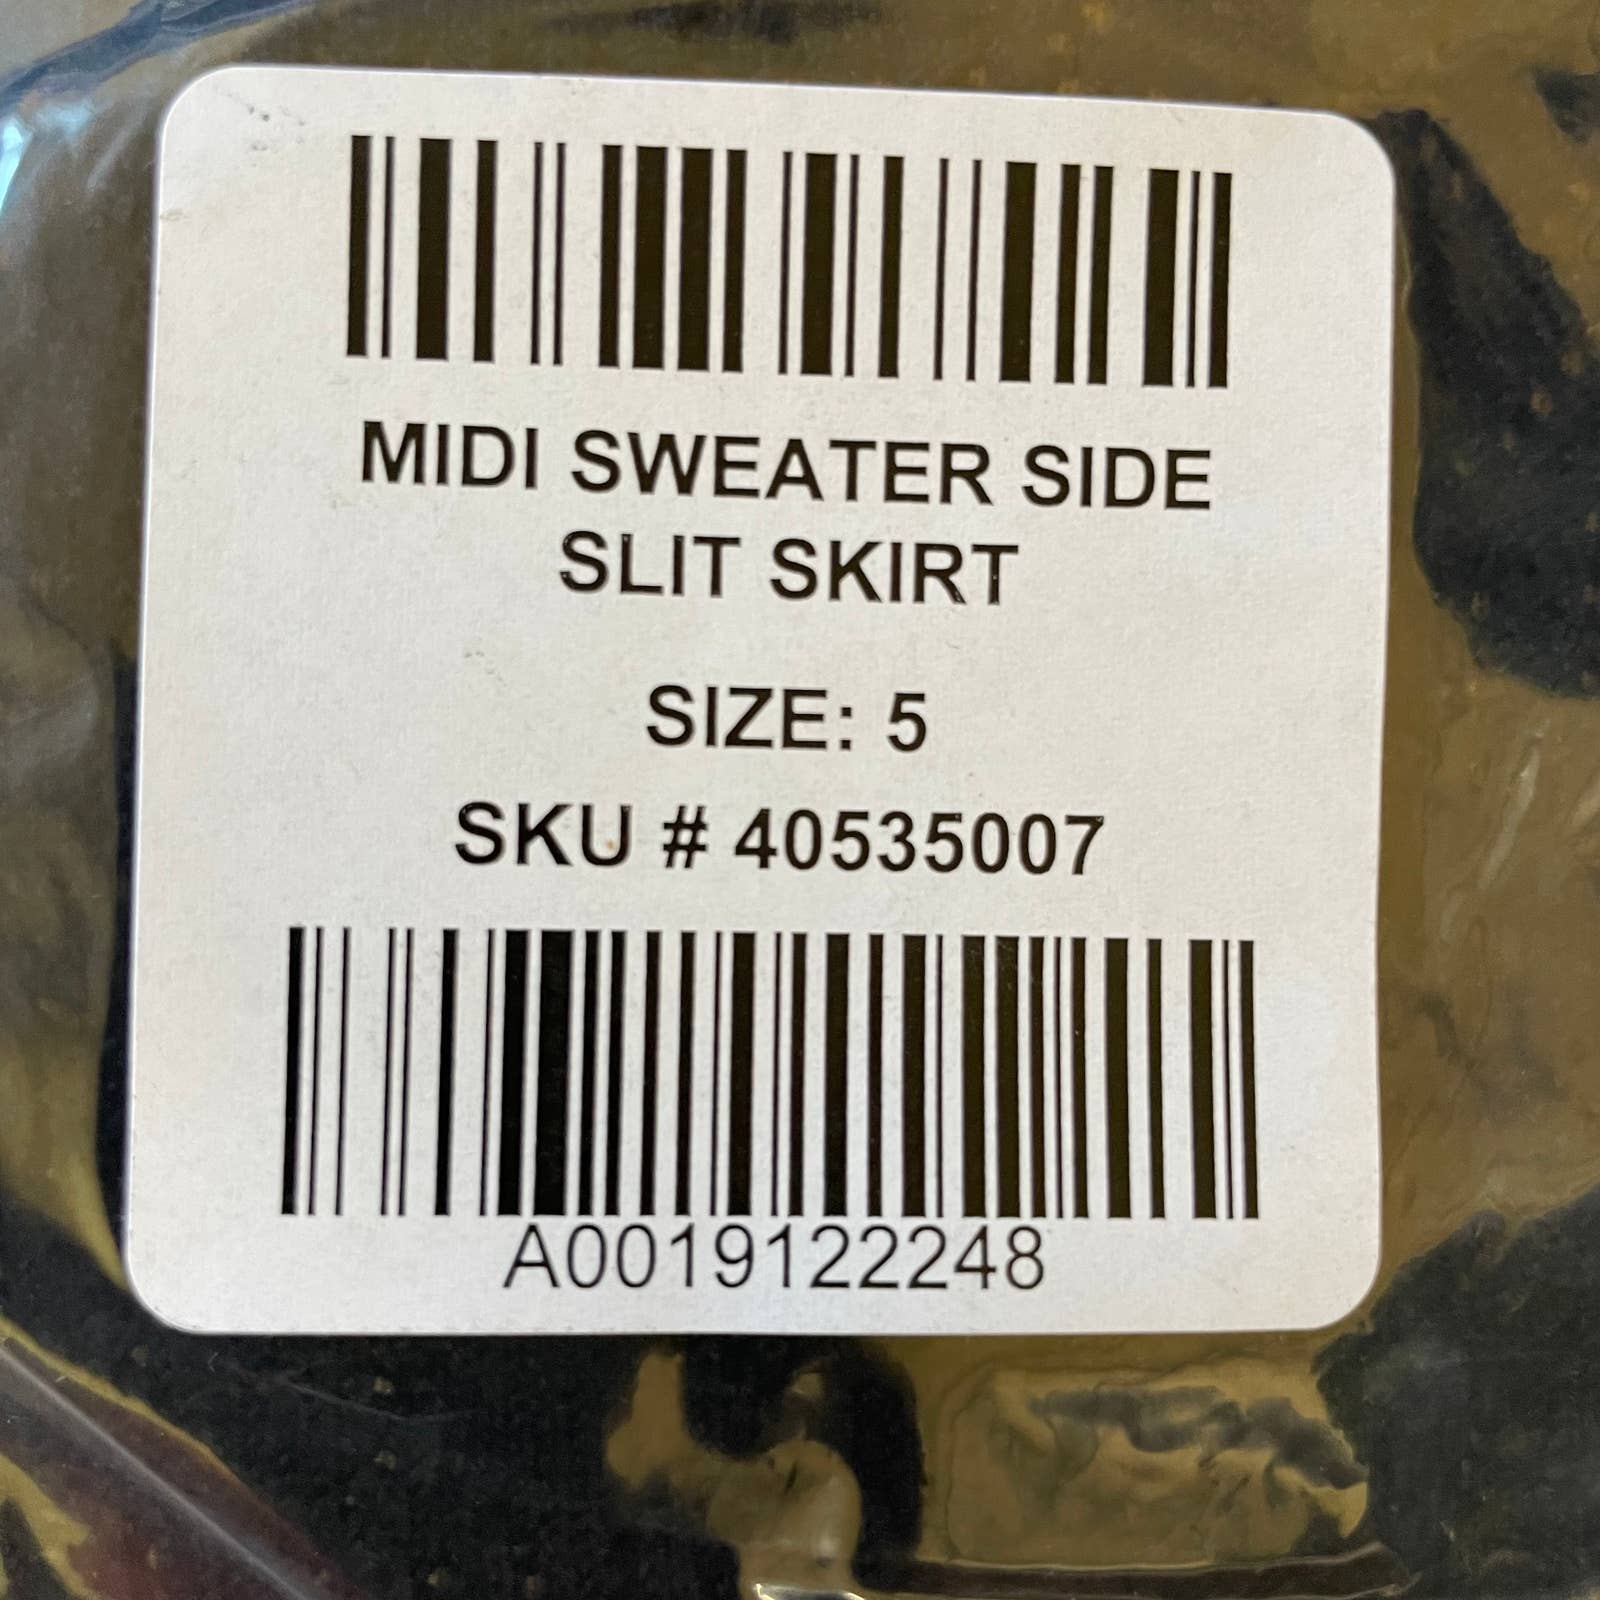 MIDI SWEATER SIDE
SLIT SKIRT
SIZE: 5
SKU # 40535007
A0019122248